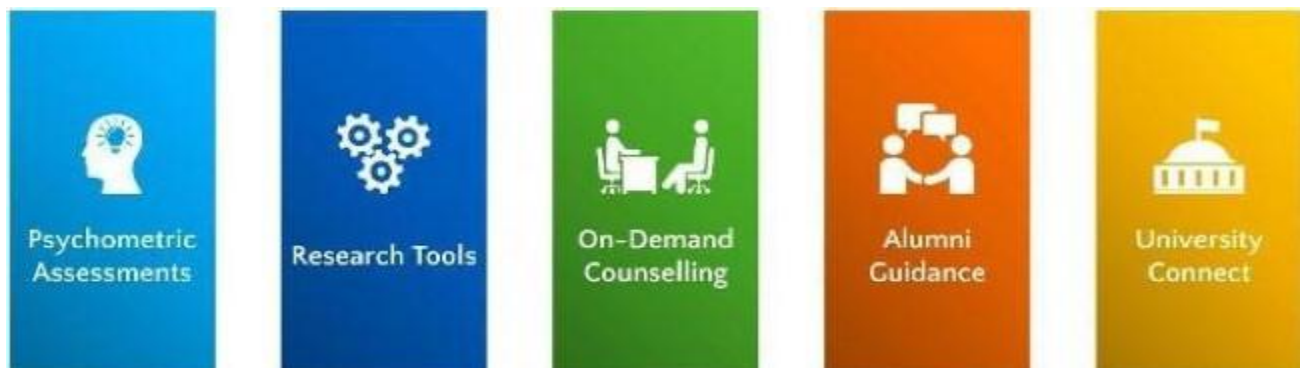 Psychometric
Assessments
Research Tools
On-Demand
Counselling
Alumni
Guidance
University
Connect